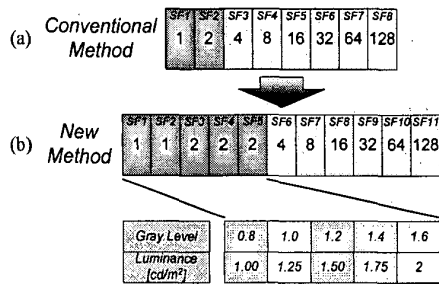 SF1 SF2 SF3 SF4 SF5 SF6 SF7 SF8
(a) Conventional Method 1 2 4 8 16 32 64 128
SF1 SF2 SF3 SF4 SF5 SF6 SF7 SF8 SF9 SF10 SF11
(b) New Method 1 1 2 2 2 4 8 16 32 64 128
Gray Level 0.8 1.0 1.2 1.4 1.6
Luminance [cd/m²] 1.00 1.25 1.50 1.75 2